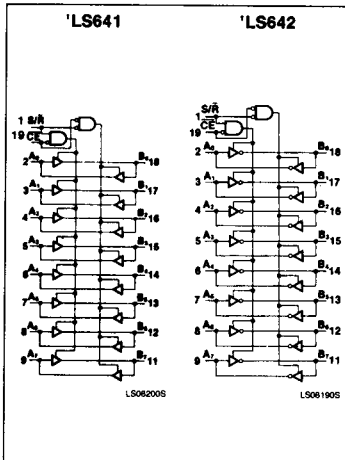 'LS641
1 S/R̄
19 C̅E̅
2 A₀ B₀ 18
3 A₁ B₁ 17
4 A₂ B₂ 16
5 A₃ B₃ 15
6 A₄ B₄ 14
7 A₅ B₅ 13
8 A₆ B₆ 12
9 A₇ B₇ 11
LS06200S
'LS642
S/R̄
1
C̅E̅
19
2 A₀ B₀ 18
3 A₁ B₁ 17
4 A₂ B₂ 16
5 A₃ B₃ 15
6 A₄ B₄ 14
7 A₅ B₅ 13
8 A₆ B₆ 12
9 A₇ B₇ 11
LS06190S